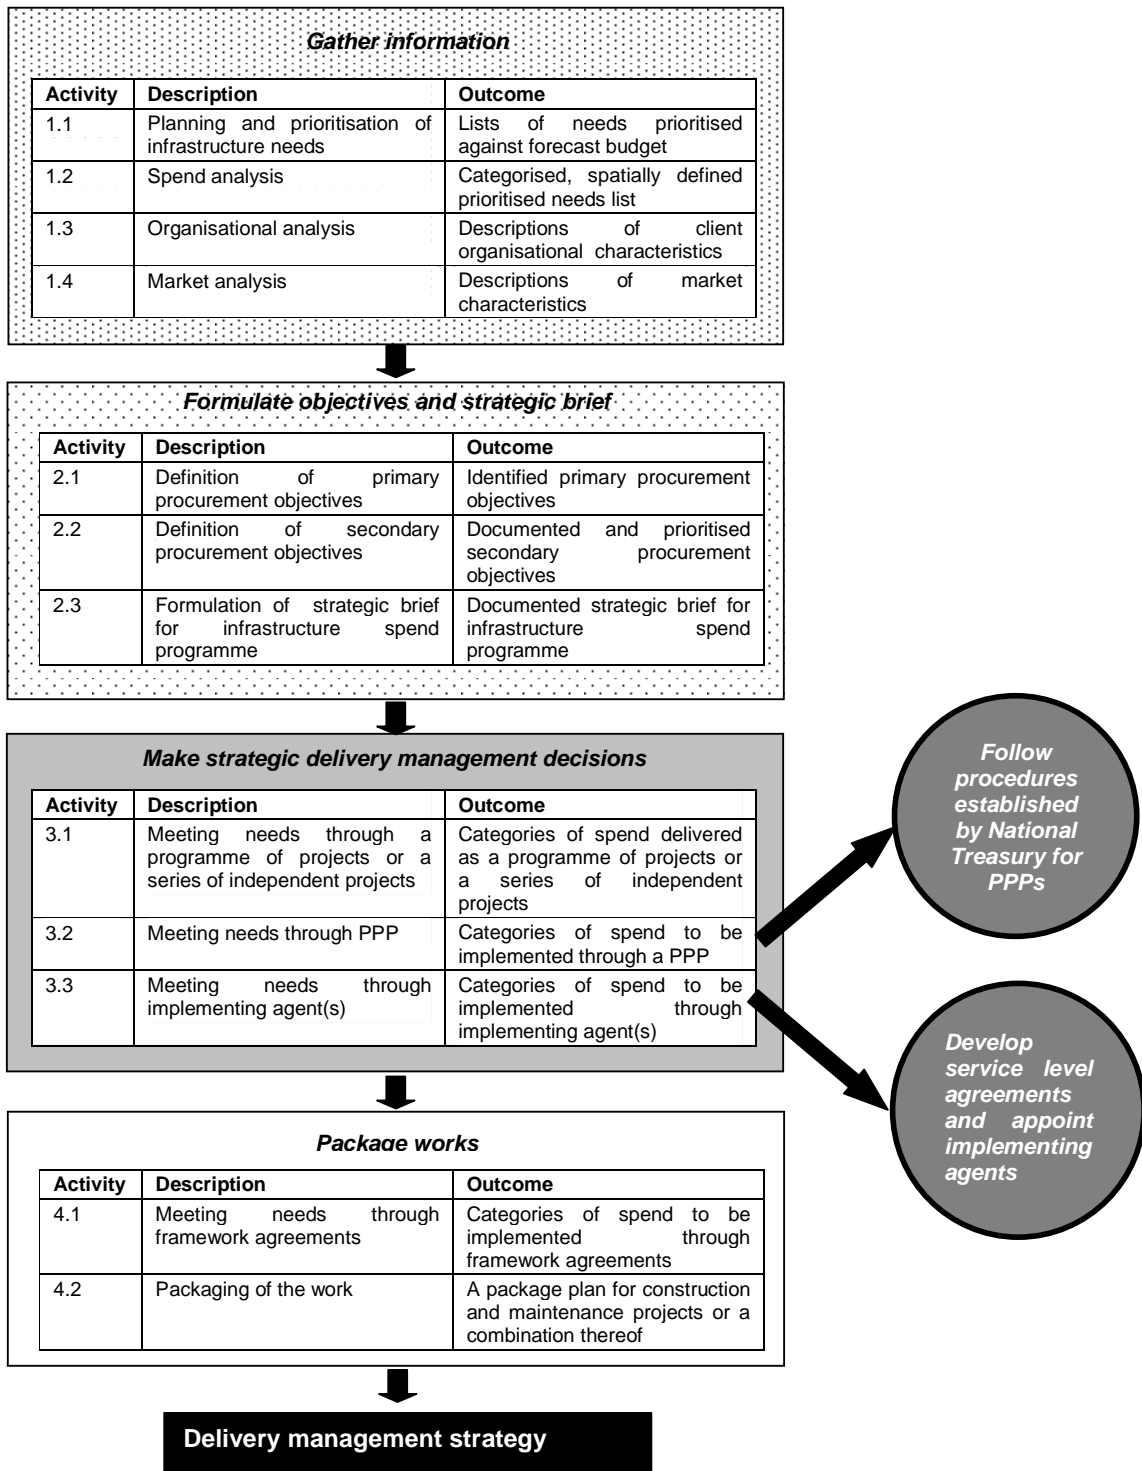 Gather information
Activity Description Outcome
1.1 Planning and prioritisation of Lists of needs prioritised
infrastructure needs against forecast budget
1.2 Spend analysis Categorised, spatially defined
prioritised needs list
1.3 Organisational analysis Descriptions of client
organisational characteristics
1.4 Market analysis Descriptions of market
characteristics
Formulate objectives and strategic brief
Activity Description Outcome
2.1 Definition of primary Identified primary procurement
procurement objectives objectives
2.2 Definition of secondary Documented and prioritised
procurement objectives secondary procurement
objectives
2.3 Formulation of strategic brief Documented strategic brief for
for infrastructure spend infrastructure spend
programme programme
Make strategic delivery management decisions
Activity Description Outcome
3.1 Meeting needs through a Categories of spend delivered
programme of projects or a as a programme of projects or
series of independent projects a series of independent
projects
3.2 Meeting needs through PPP Categories of spend to be
implemented through a PPP
3.3 Meeting needs through Categories of spend to be
implementing agent(s) implemented through
implementing agent(s)
Follow
procedures
established
by National
Treasury for
PPPs
Develop
service level
agreements
and appoint
implementing
agents
Package works
Activity Description Outcome
4.1 Meeting needs through Categories of spend to be
framework agreements implemented through
framework agreements
4.2 Packaging of the work A package plan for construction
and maintenance projects or a
combination thereof
Delivery management strategy